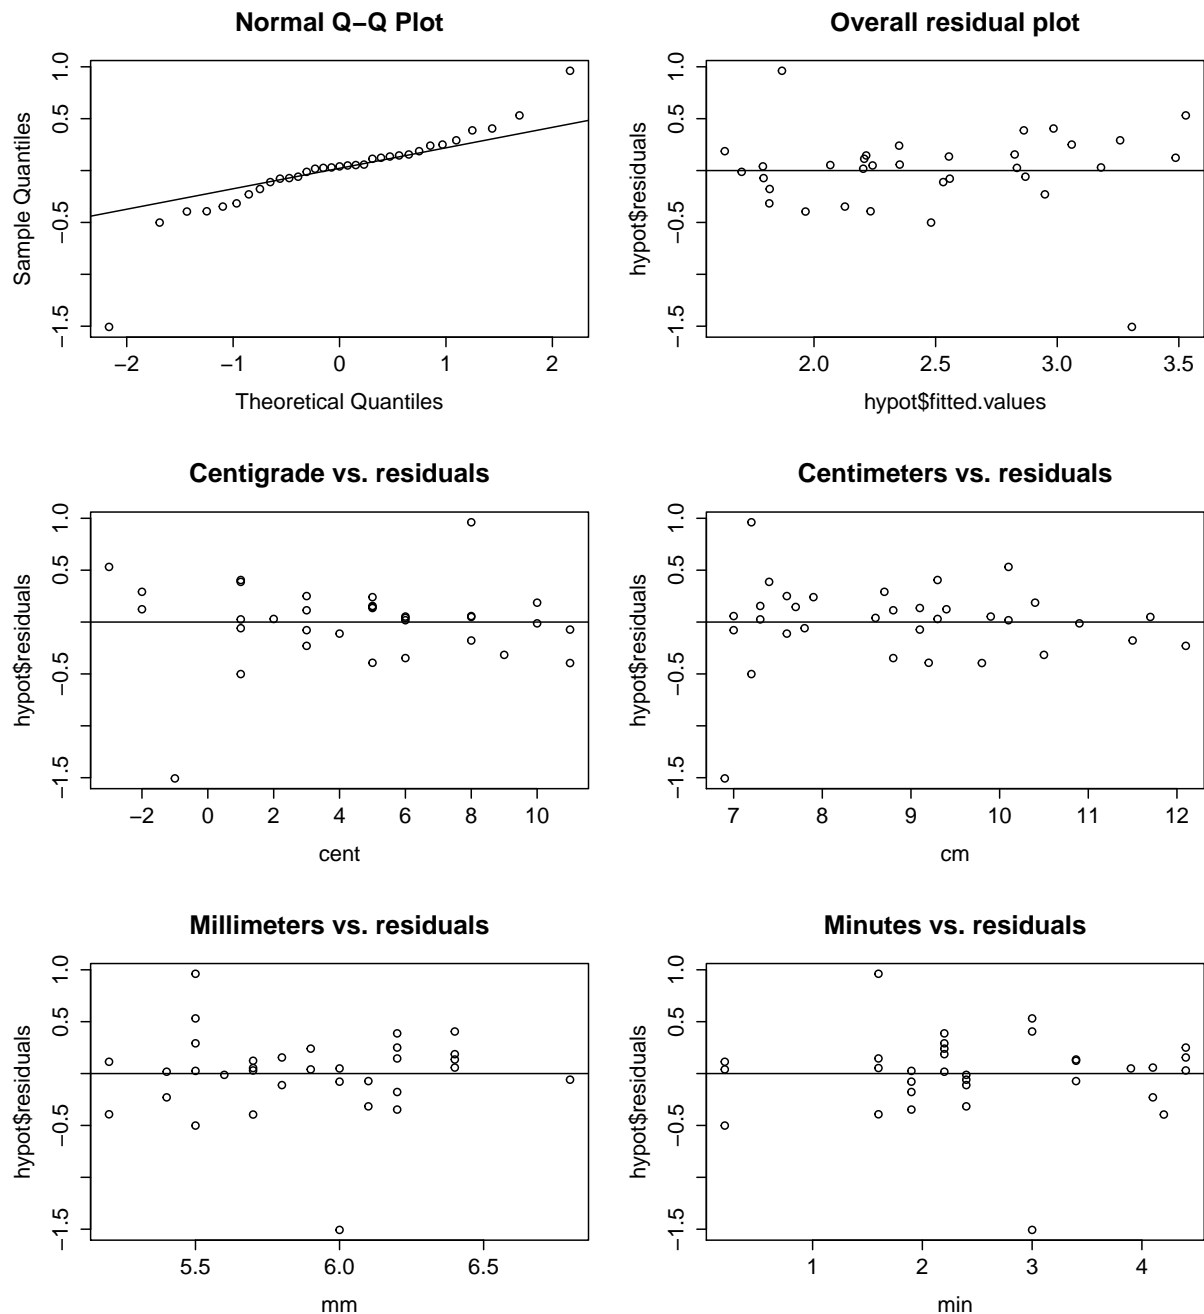 Normal Q−Q Plot
Sample Quantiles
1.0
0.5
−0.5
−1.5
−2
−1
0
1
2
Theoretical Quantiles
Overall residual plot
hypot$residuals
1.0
0.5
−0.5
−1.5
2.0
2.5
3.0
3.5
hypot$fitted.values
Centigrade vs. residuals
hypot$residuals
1.0
0.5
−0.5
−1.5
−2
0
2
4
6
8
10
cent
Centimeters vs. residuals
hypot$residuals
1.0
0.5
−0.5
−1.5
7
8
9
10
11
12
cm
Millimeters vs. residuals
hypot$residuals
1.0
0.5
−0.5
−1.5
5.5
6.0
6.5
mm
Minutes vs. residuals
hypot$residuals
1.0
0.5
−0.5
−1.5
1
2
3
4
min